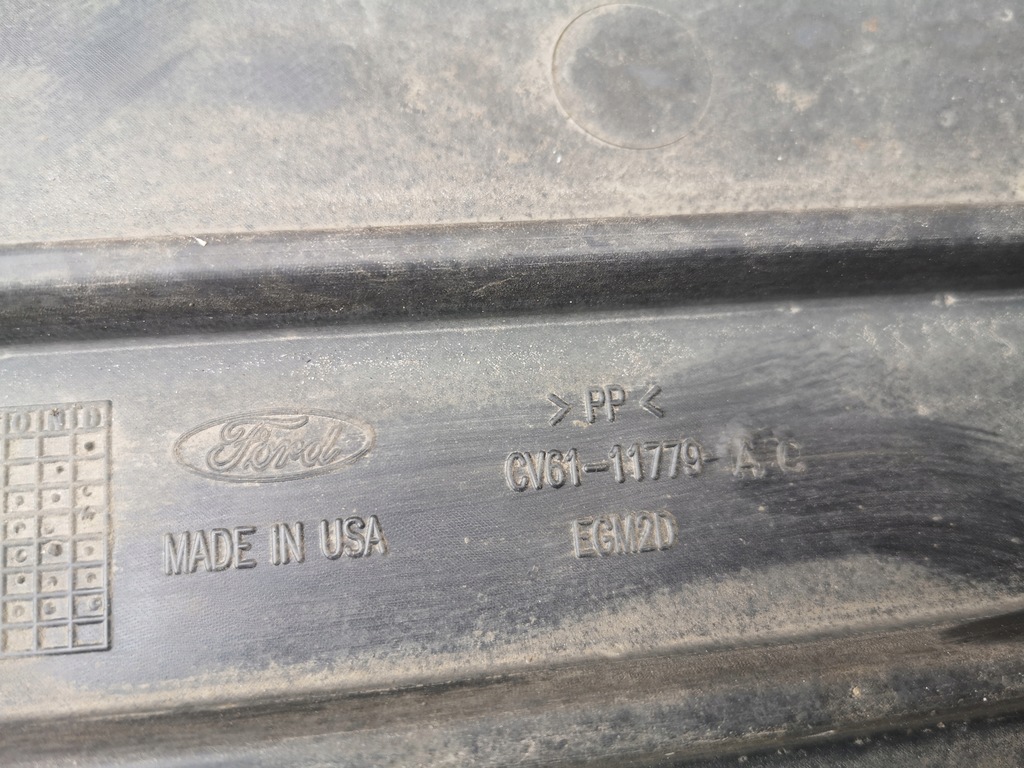 O N D
Ford
MADE IN USA
> PP <
CV61-11779-AC
EGM2D